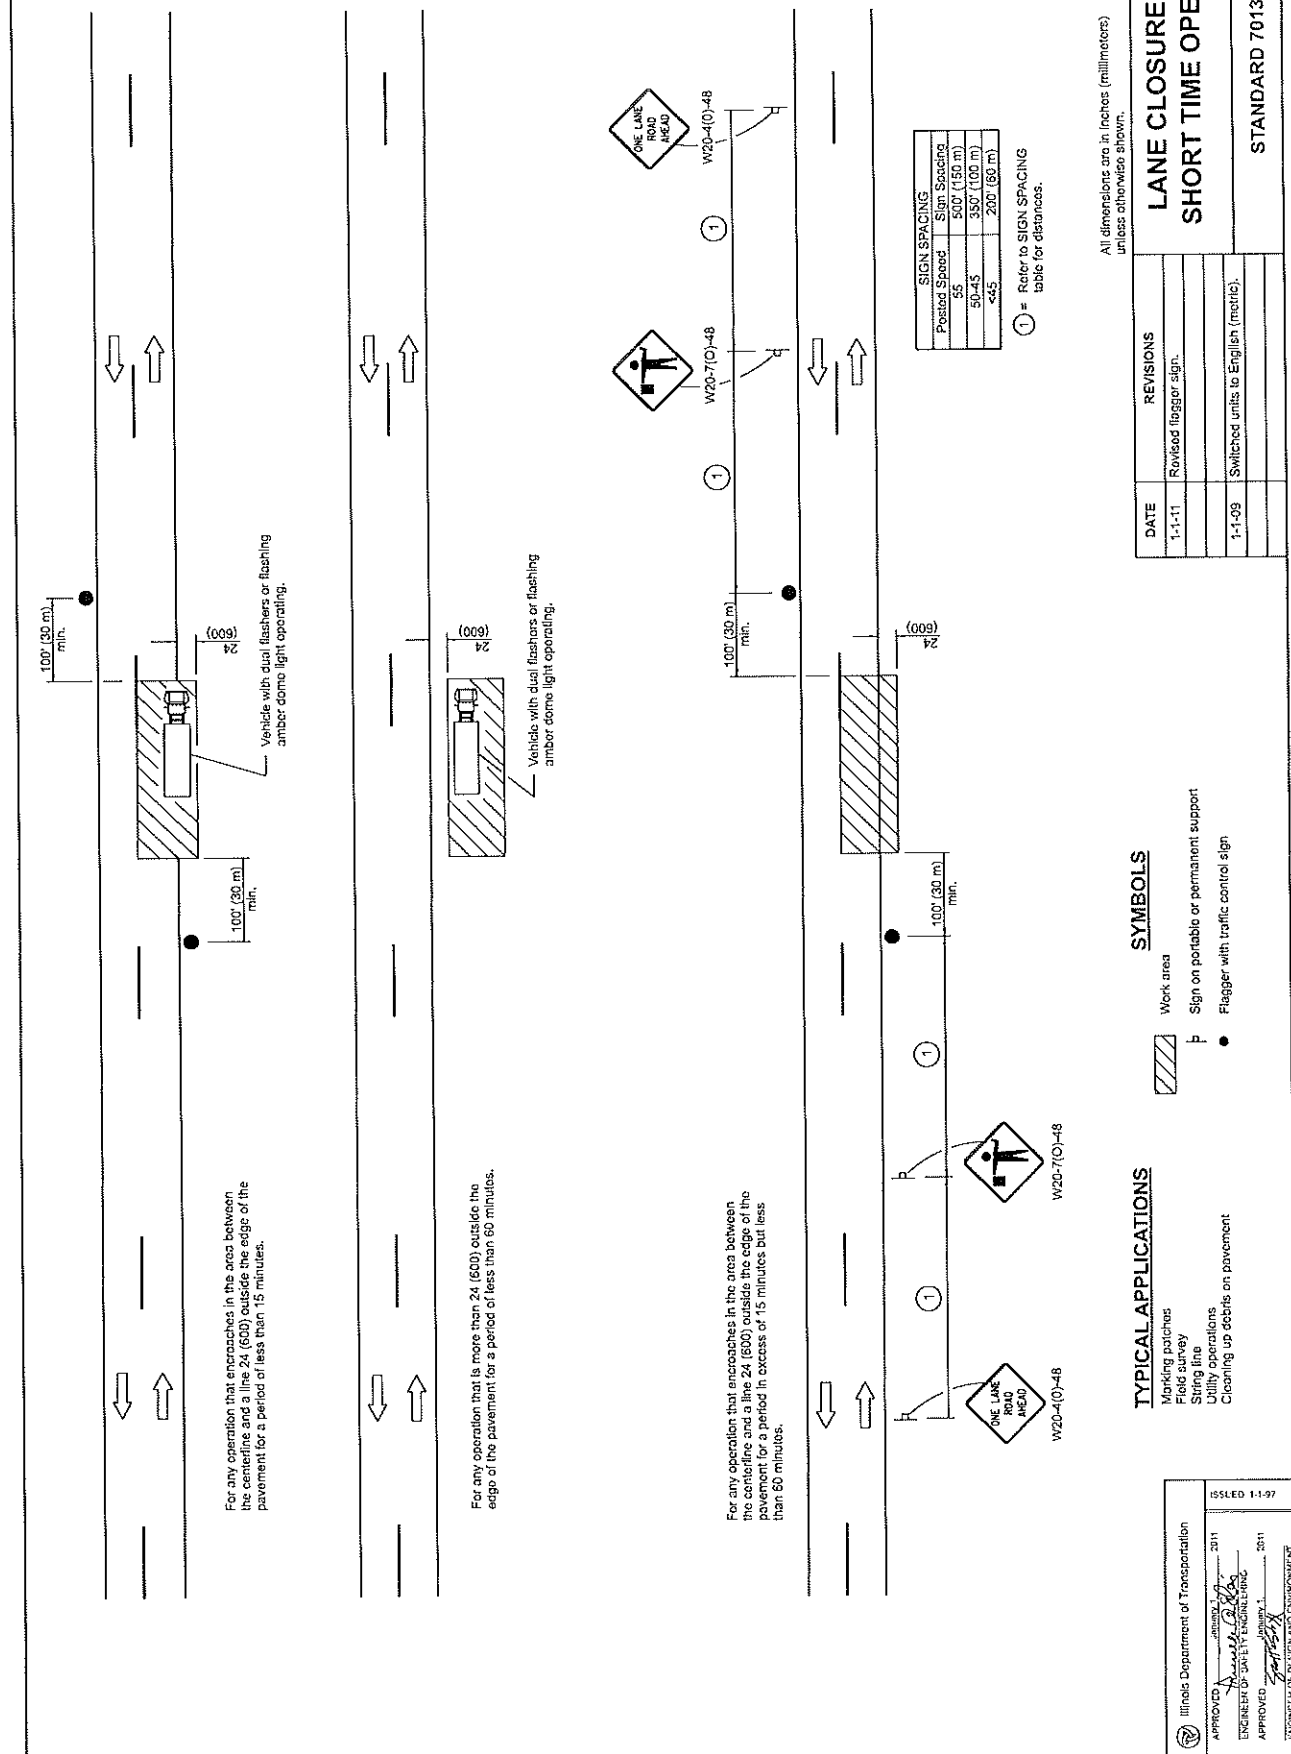 100' (30 m)
min.
24
(600)
100' (30 m)
min.
Vehicle with dual flashers or flashing
amber dome light operating.
For any operation that encroaches in the area between
the centerline and a line 24 (600) outside the edge of the
pavement for a period of less than 15 minutes.
24
(600)
Vehicle with dual flashers or flashing
amber dome light operating.
For any operation that is more than 24 (600) outside the
edge of the pavement for a period of less than 60 minutes.
ONE LANE
ROAD
AHEAD
W20-4(O)-48
W20-7(O)-48
1
1
100' (30 m)
min.
24
(600)
100' (30 m)
min.
For any operation that encroaches in the area between
the centerline and a line 24 (600) outside the edge of the
pavement for a period in excess of 15 minutes but less
than 60 minutes.
1
1
ONE LANE
ROAD
AHEAD
W20-4(O)-48
W20-7(O)-48
SIGN SPACING
Posted Speed Sign Spacing
55 500' (150 m)
50-45 350' (100 m)
<45 200' (60 m)
1 = Refer to SIGN SPACING
table for distances.
TYPICAL APPLICATIONS
Marking patches
Field survey
String line
Utility operations
Cleaning up debris on pavement
SYMBOLS
Work area
Sign on portable or permanent support
Flagger with traffic control sign
All dimensions are in inches (millimeters)
unless otherwise shown.
Illinois Department of Transportation
APPROVED January 1, 2011
ENGINEER OF SAFETY ENGINEERING
APPROVED January 1, 2011
ENGINEER OF DESIGN AND ENVIRONMENT
ISSUED 1-1-97
DATE REVISIONS
1-1-11 Revised flagger sign.
1-1-09 Switched units to English (metric).
LANE CLOSURE
SHORT TIME OPE
STANDARD 7013